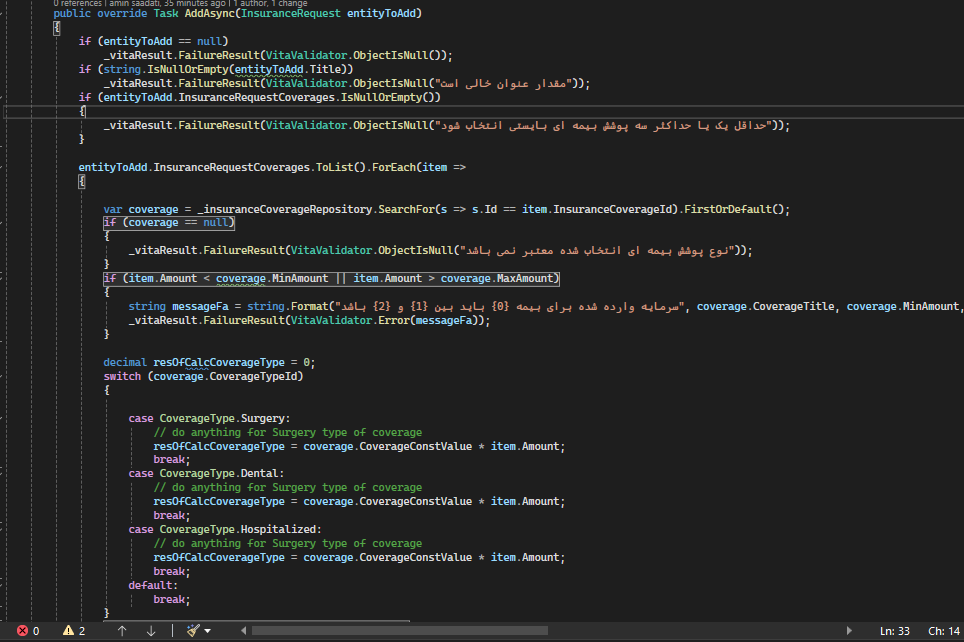 0 references | amin saadati, 35 minutes ago | 1 author, 1 change
public override Task AddAsync(InsuranceRequest entityToAdd)
{
if (entityToAdd == null)
_vitaResult.FailureResult(VitaValidator.ObjectIsNull());
if (string.IsNullOrEmpty(entityToAdd.Title))
_vitaResult.FailureResult(VitaValidator.ObjectIsNull("مقدار عنوان خالی است"));
if (entityToAdd.InsuranceRequestCoverages.IsNullOrEmpty())
{
_vitaResult.FailureResult(VitaValidator.ObjectIsNull("حداقل یک یا حداکثر سه پوشش بیمه ای بایستی انتخاب شود"));
}
entityToAdd.InsuranceRequestCoverages.ToList().ForEach(item =>
{
var coverage = _insuranceCoverageRepository.SearchFor(s => s.Id == item.InsuranceCoverageId).FirstOrDefault();
if (coverage == null)
{
_vitaResult.FailureResult(VitaValidator.ObjectIsNull("نوع پوشش بیمه ای انتخاب شده معتبر نمی باشد"));
}
if (item.Amount < coverage.MinAmount || item.Amount > coverage.MaxAmount)
{
string messageFa = string.Format("سرمایه وارده شده برای بیمه {0} باید بین {1} و {2} باشد", coverage.CoverageTitle, coverage.MinAmount,
_vitaResult.FailureResult(VitaValidator.Error(messageFa));
}
decimal resOfCalcCoverageType = 0;
switch (coverage.CoverageTypeId)
{
case CoverageType.Surgery:
// do anything for Surgery type of coverage
resOfCalcCoverageType = coverage.CoverageConstValue * item.Amount;
break;
case CoverageType.Dental:
// do anything for Surgery type of coverage
resOfCalcCoverageType = coverage.CoverageConstValue * item.Amount;
break;
case CoverageType.Hospitalized:
// do anything for Surgery type of coverage
resOfCalcCoverageType = coverage.CoverageConstValue * item.Amount;
break;
default:
break;
}
0 2 Ln: 33 Ch: 14